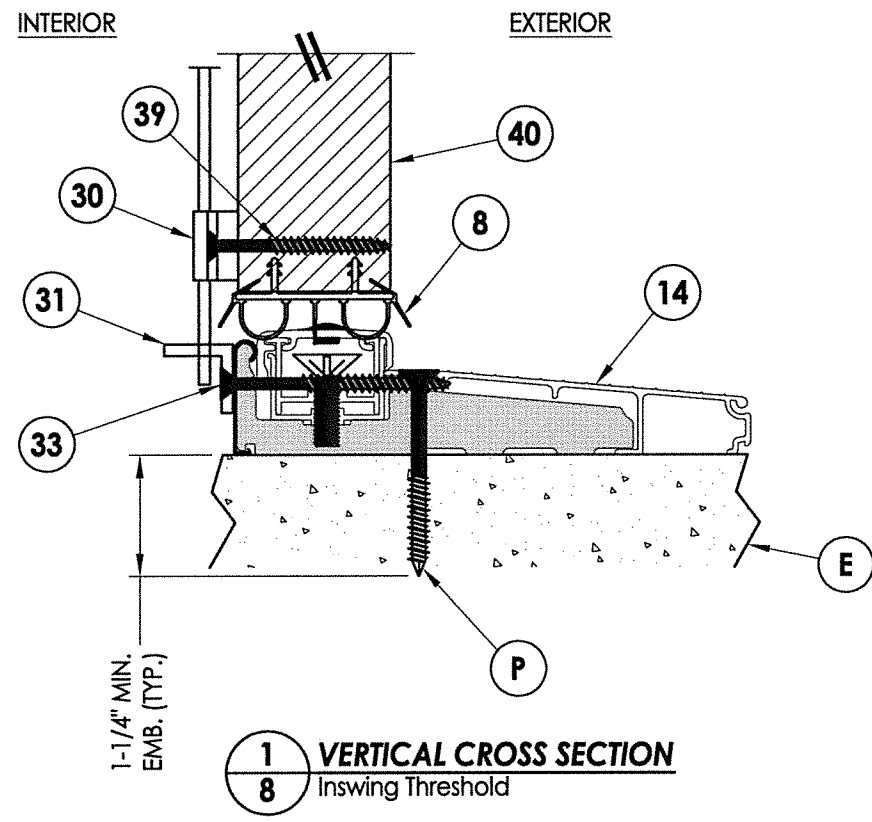 INTERIOR
EXTERIOR
39
40
30
8
31
14
33
E
P
1-1/4" MIN.
EMB. (TYP.)
1
8
VERTICAL CROSS SECTION
Inswing Threshold